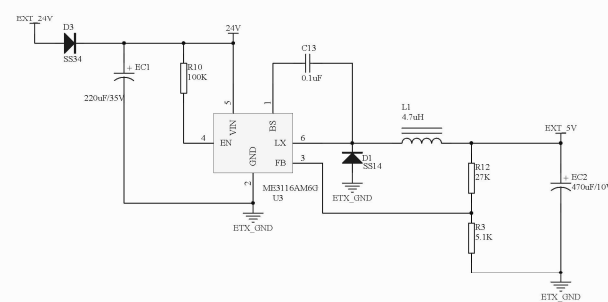 EXT_24V
D3
SS34
24V
+ EC1
220uF/35V
R10
100K
C13
0.1uF
5
VIN
1
BS
4
EN
LX
6
FB
3
GND
2
ME3116AM6G
U3
ETX_GND
D1
SS14
ETX_GND
L1
4.7uH
EXT_5V
R12
27K
+ EC2
470uF/10V
R3
5.1K
ETX_GND